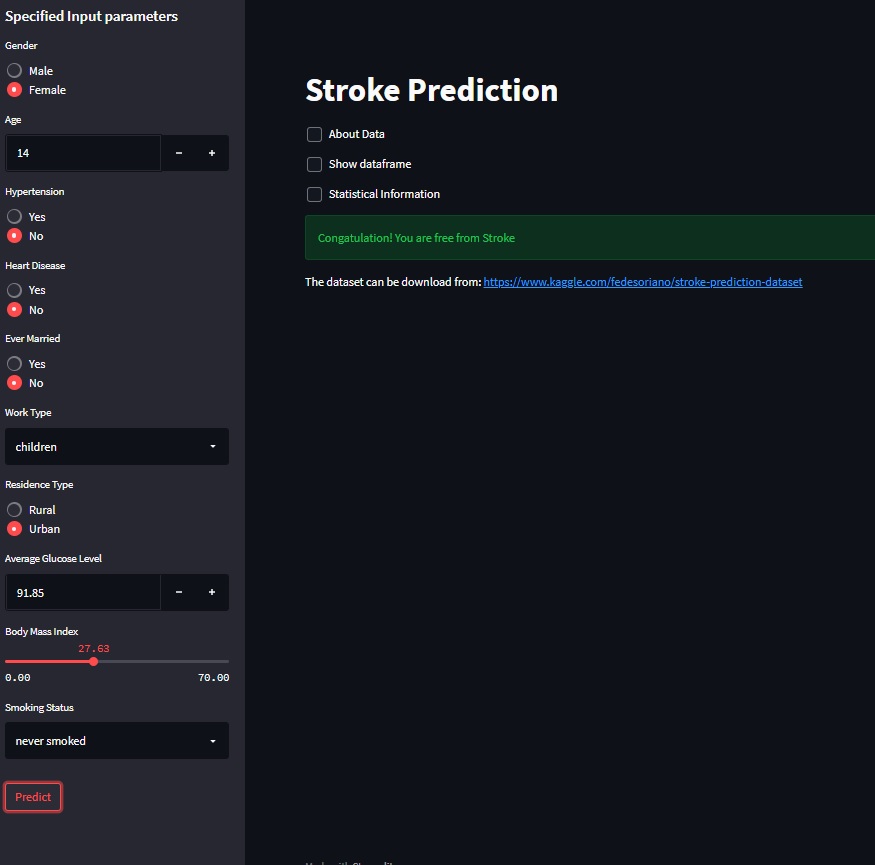 Specified Input parameters
Gender
Male
Female
Age
14
− +
Hypertension
Yes
No
Heart Disease
Yes
No
Ever Married
Yes
No
Work Type
children
Residence Type
Rural
Urban
Average Glucose Level
91.85
− +
Body Mass Index
27.63
0.00 70.00
Smoking Status
never smoked
Predict
Stroke Prediction
About Data
Show dataframe
Statistical Information
Congatulation! You are free from Stroke
The dataset can be download from: https://www.kaggle.com/fedesoriano/stroke-prediction-dataset